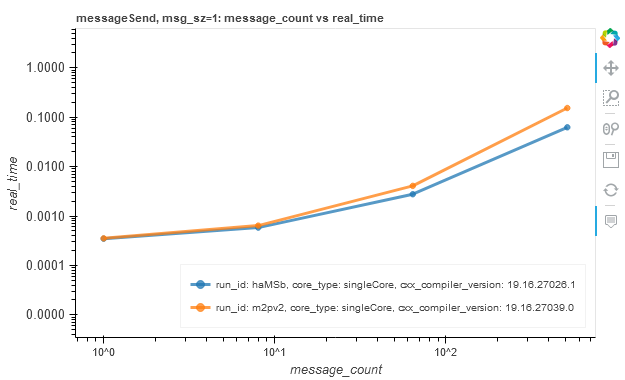 messageSend, msg_sz=1: message_count vs real_time
1.0000
0.1000
0.0100
0.0010
0.0001
0.0000
real_time
run_id: haMSb, core_type: singleCore, cxx_compiler_version: 19.16.27026.1
run_id: m2pv2, core_type: singleCore, cxx_compiler_version: 19.16.27039.0
10^0
10^1
10^2
message_count